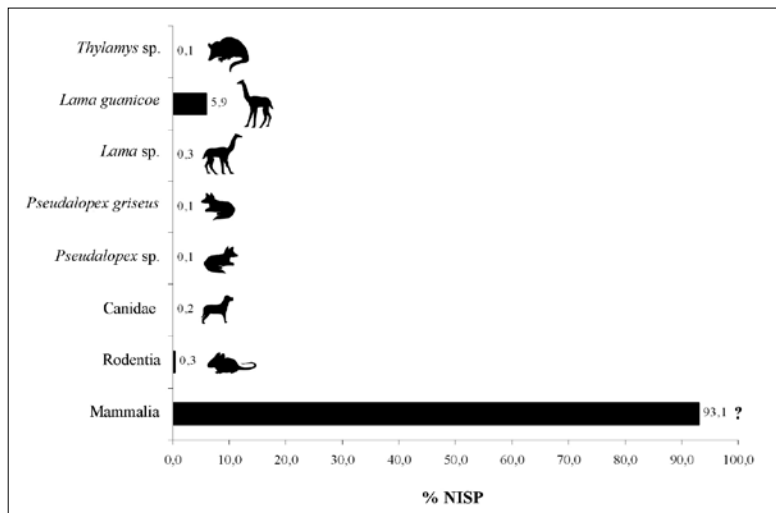 Thylamys sp. 0,1
Lama guanicoe 5,9
Lama sp. 0,3
Pseudalopex griseus 0,1
Pseudalopex sp. 0,1
Canidae 0,2
Rodentia 0,3
Mammalia 93,1 ?
0,0 10,0 20,0 30,0 40,0 50,0 60,0 70,0 80,0 90,0 100,0
% NISP